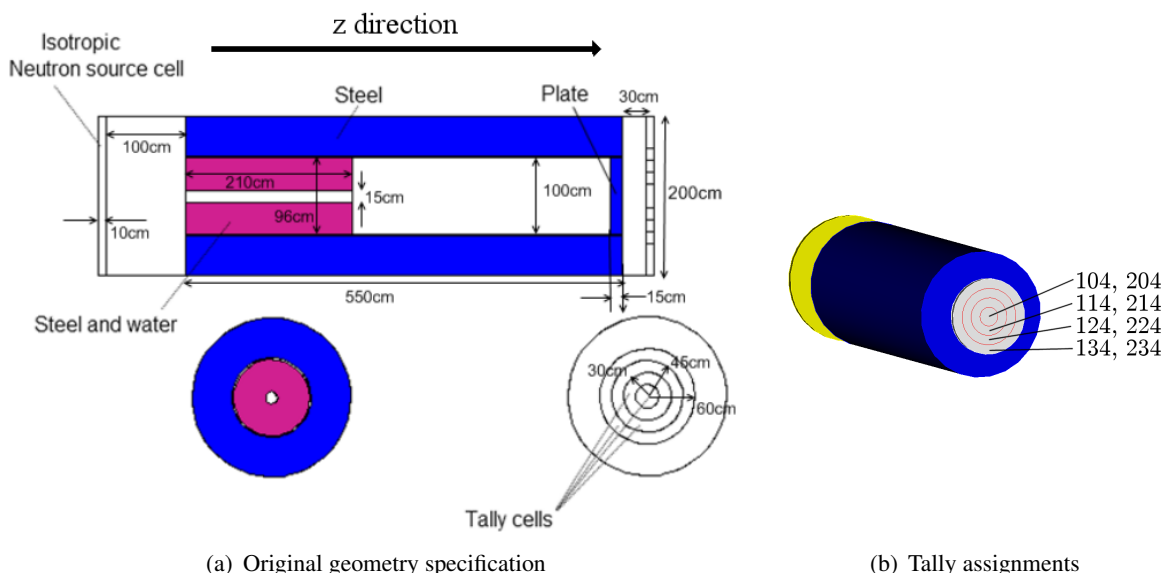 z direction
Isotropic
Neutron source cell
Steel
Plate
30cm
100cm
210cm
15cm
100cm
200cm
96cm
10cm
550cm
15cm
Steel and water
30cm
45cm
60cm
Tally cells
104, 204
114, 214
124, 224
134, 234
(a) Original geometry specification
(b) Tally assignments